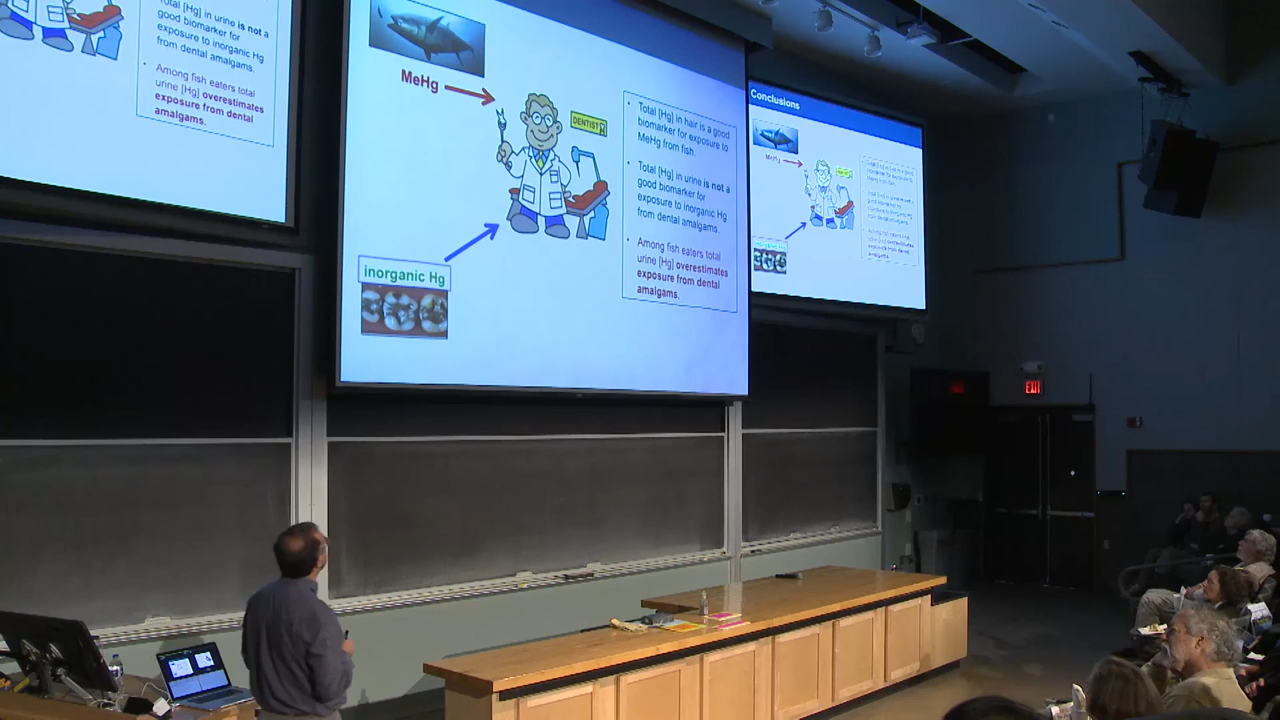 Total [Hg] in urine is not a
good biomarker for
exposure to inorganic Hg
from dental amalgams.
• Among fish eaters total
urine [Hg] overestimates
exposure from dental
amalgams.
MeHg
DENTIST
inorganic Hg
• Total [Hg] in hair is a good
biomarker for exposure to
MeHg from fish.
• Total [Hg] in urine is not a
good biomarker for
exposure to inorganic Hg
from dental amalgams.
• Among fish eaters total
urine [Hg] overestimates
exposure from dental
amalgams.
Conclusions
MeHg
inorganic Hg
EXIT